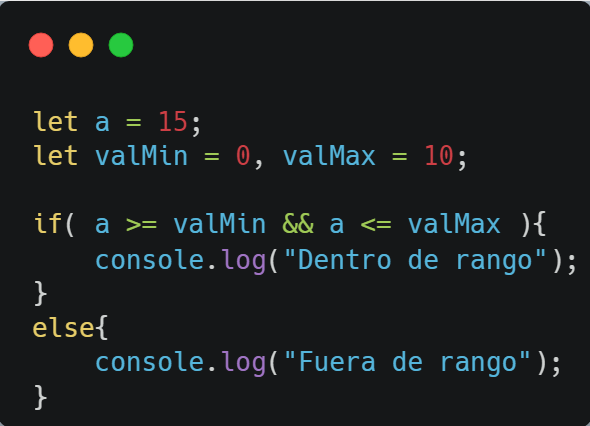 let a = 15;
let valMin = 0, valMax = 10;
if( a >= valMin && a <= valMax ){
    console.log("Dentro de rango");
}
else{
    console.log("Fuera de rango");
}